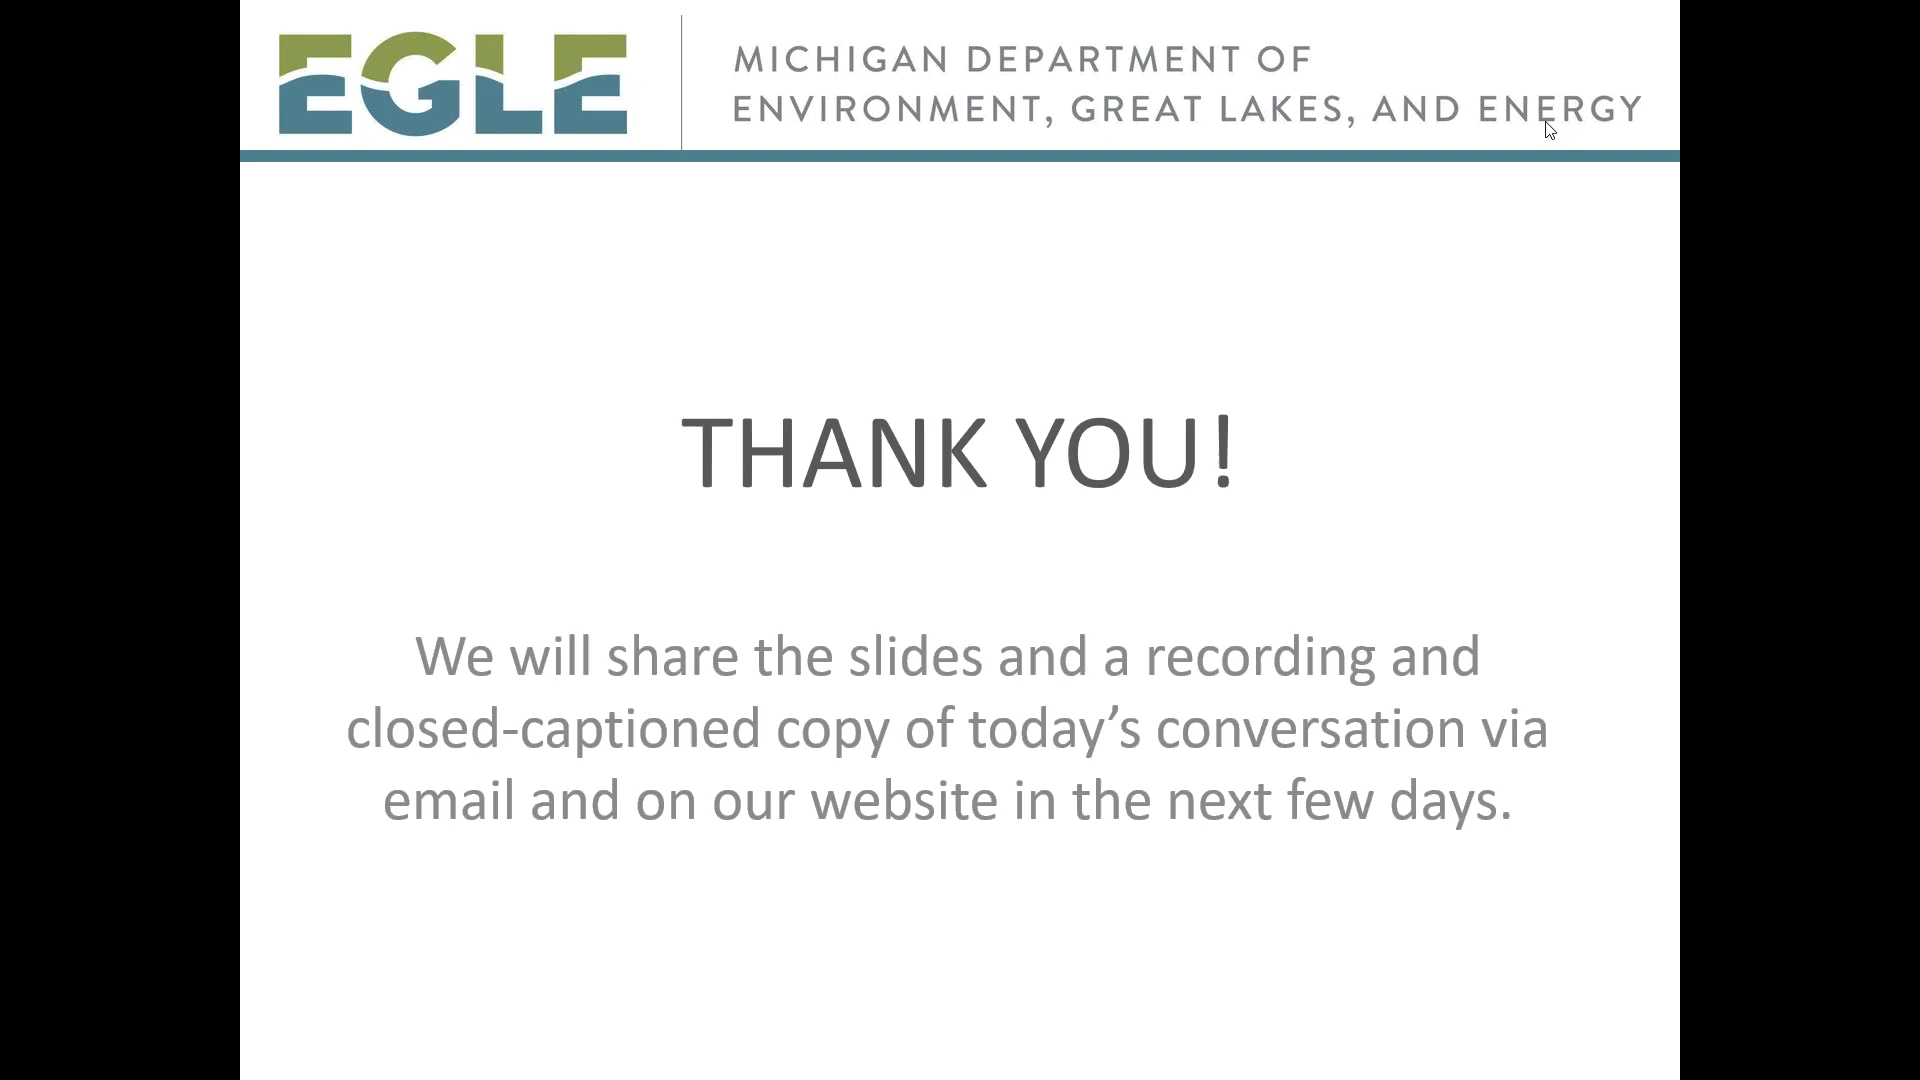 EGLE
MICHIGAN DEPARTMENT OF
ENVIRONMENT, GREAT LAKES, AND ENERGY
THANK YOU!
We will share the slides and a recording and
closed-captioned copy of today’s conversation via
email and on our website in the next few days.